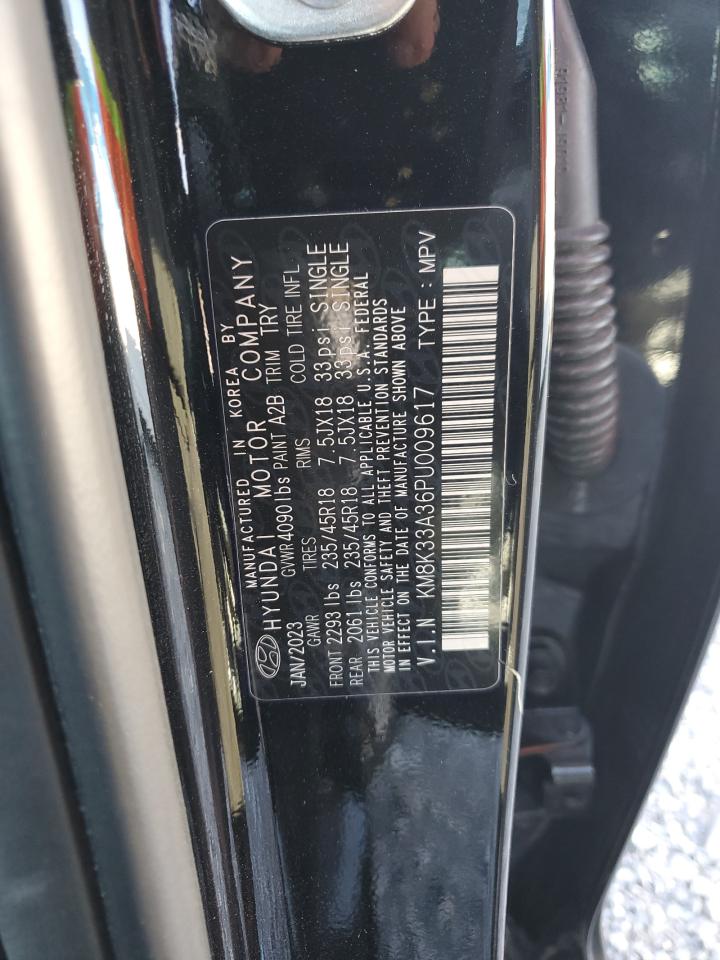 MANUFACTURED IN KOREA BY
HYUNDAI MOTOR COMPANY
JAN/2023 GVWR 4090 lbs PAINT A2B TRIM TRY
GAWR TIRES RIMS COLD TIRE INFL
FRONT 2293 lbs 235/45R18 7.5JX18 33psi SINGLE
REAR 2061 lbs 235/45R18 7.5JX18 33psi SINGLE
THIS VEHICLE CONFORMS TO ALL APPLICABLE U.S.A. FEDERAL
MOTOR VEHICLE SAFETY AND THEFT PREVENTION STANDARDS
IN EFFECT ON THE DATE OF MANUFACTURE SHOWN ABOVE
V.I.N KM8K33A36PU009617 TYPE : MPV